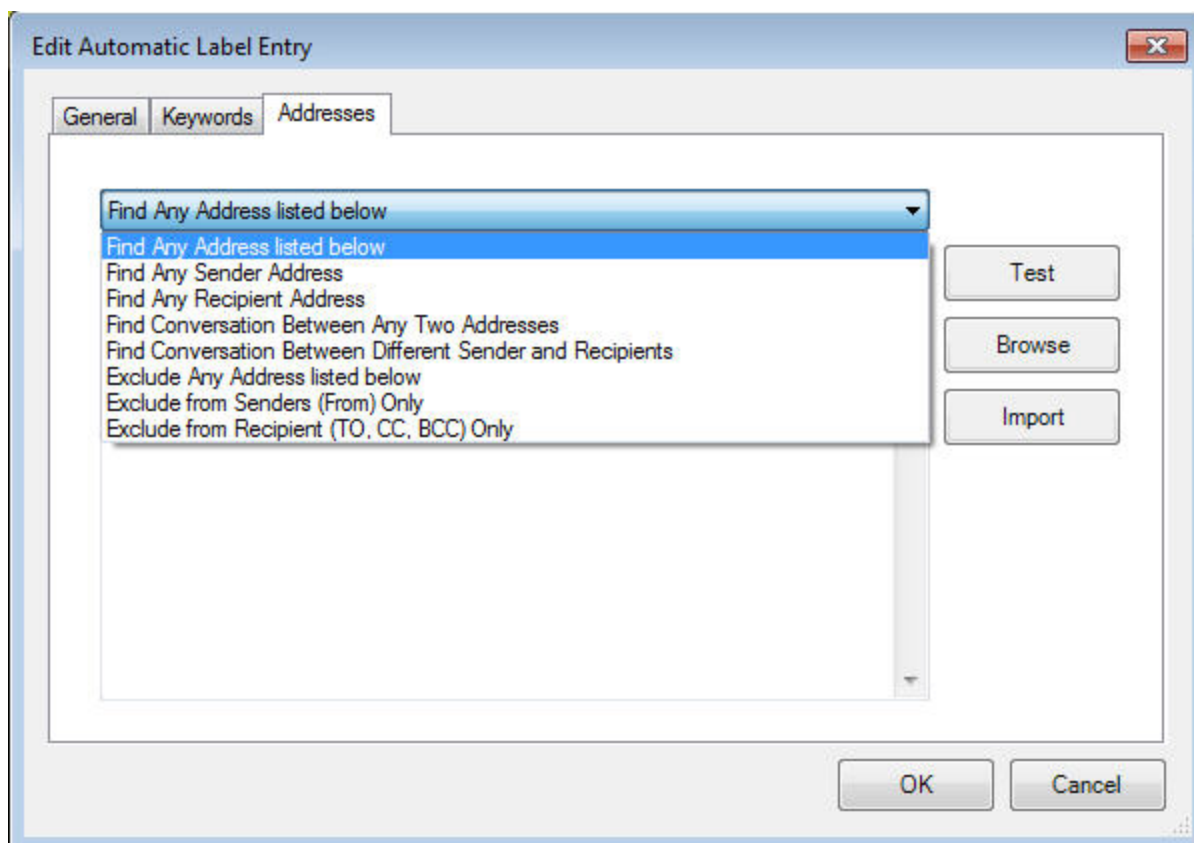 Edit Automatic Label Entry
General Keywords Addresses
Find Any Address listed below
Find Any Address listed below
Find Any Sender Address
Find Any Recipient Address
Find Conversation Between Any Two Addresses
Find Conversation Between Different Sender and Recipients
Exclude Any Address listed below
Exclude from Senders (From) Only
Exclude from Recipient (TO, CC, BCC) Only
Test
Browse
Import
OK Cancel